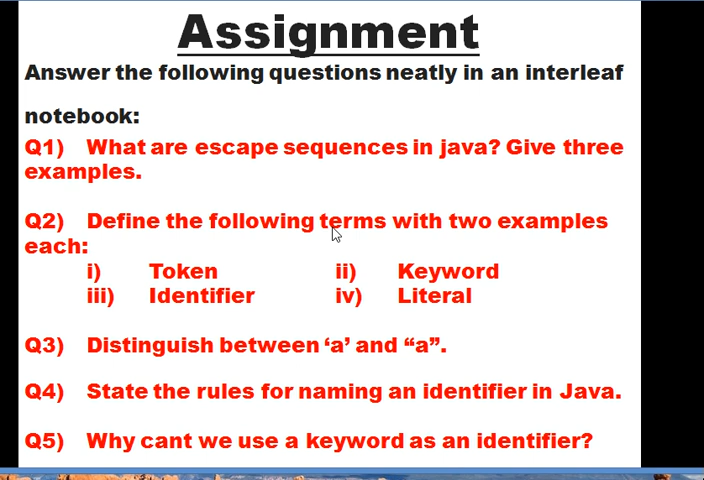 Assignment
Answer the following questions neatly in an interleaf
notebook:
Q1) What are escape sequences in java? Give three
examples.
Q2) Define the following terms with two examples
each:
i) Token ii) Keyword
iii) Identifier iv) Literal
Q3) Distinguish between ‘a’ and “a”.
Q4) State the rules for naming an identifier in Java.
Q5) Why cant we use a keyword as an identifier?